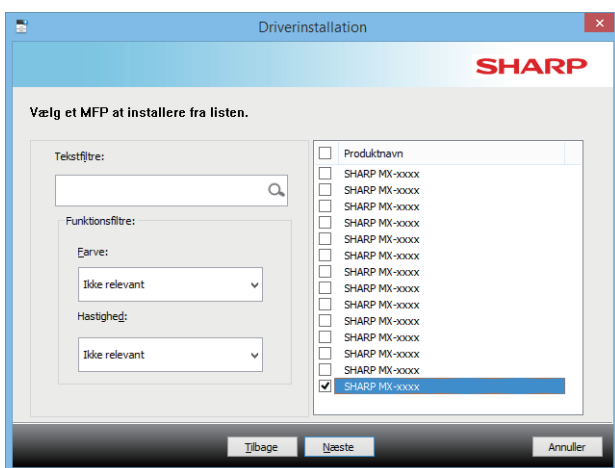 Driverinstallation
SHARP
Vælg et MFP at installere fra listen.
Tekstfiltre:
Funktionsfiltre:
Farve:
Ikke relevant
Hastighed:
Ikke relevant
Produktnavn
SHARP MX-xxxx
SHARP MX-xxxx
SHARP MX-xxxx
SHARP MX-xxxx
SHARP MX-xxxx
SHARP MX-xxxx
SHARP MX-xxxx
SHARP MX-xxxx
SHARP MX-xxxx
SHARP MX-xxxx
SHARP MX-xxxx
SHARP MX-xxxx
SHARP MX-xxxx
SHARP MX-xxxx
Tilbage Næste Annuller